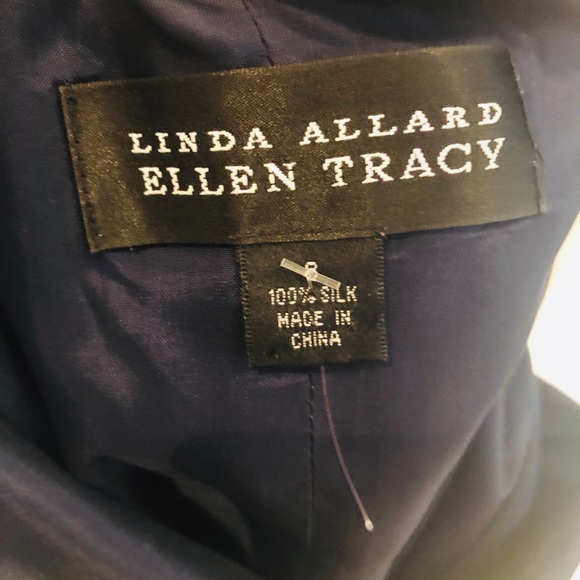 LINDA ALLARD
ELLEN TRACY
100% SILK
MADE IN
CHINA